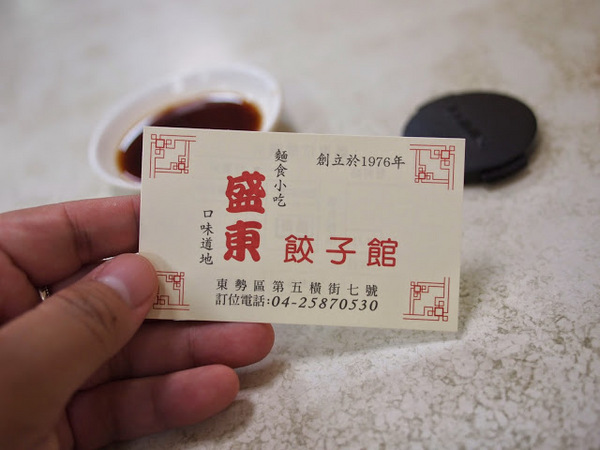 創立於1976年
麵食小吃
盛東
口味道地
餃子館
東勢區第五橫街七號
訂位電話:04-25870530